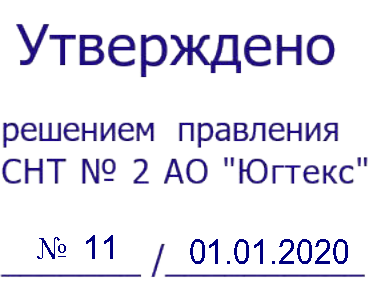 Утверждено
решением правления
СНТ № 2 АО "Югтекс"
№ 11 / 01.01.2020